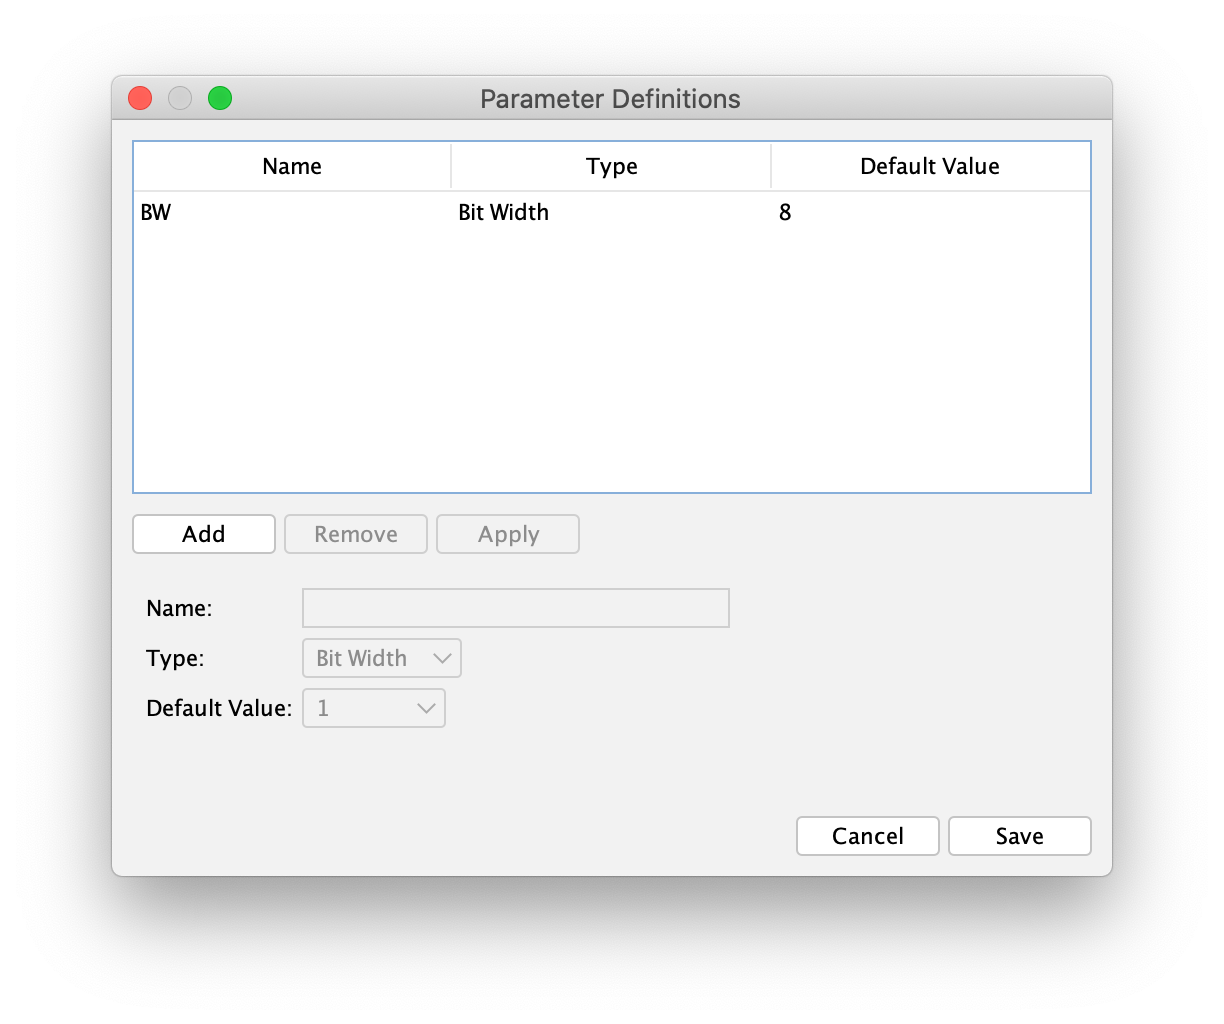 Parameter Definitions
Name Type Default Value
BW Bit Width 8
Add Remove Apply
Name:
Type: Bit Width
Default Value: 1
Cancel Save